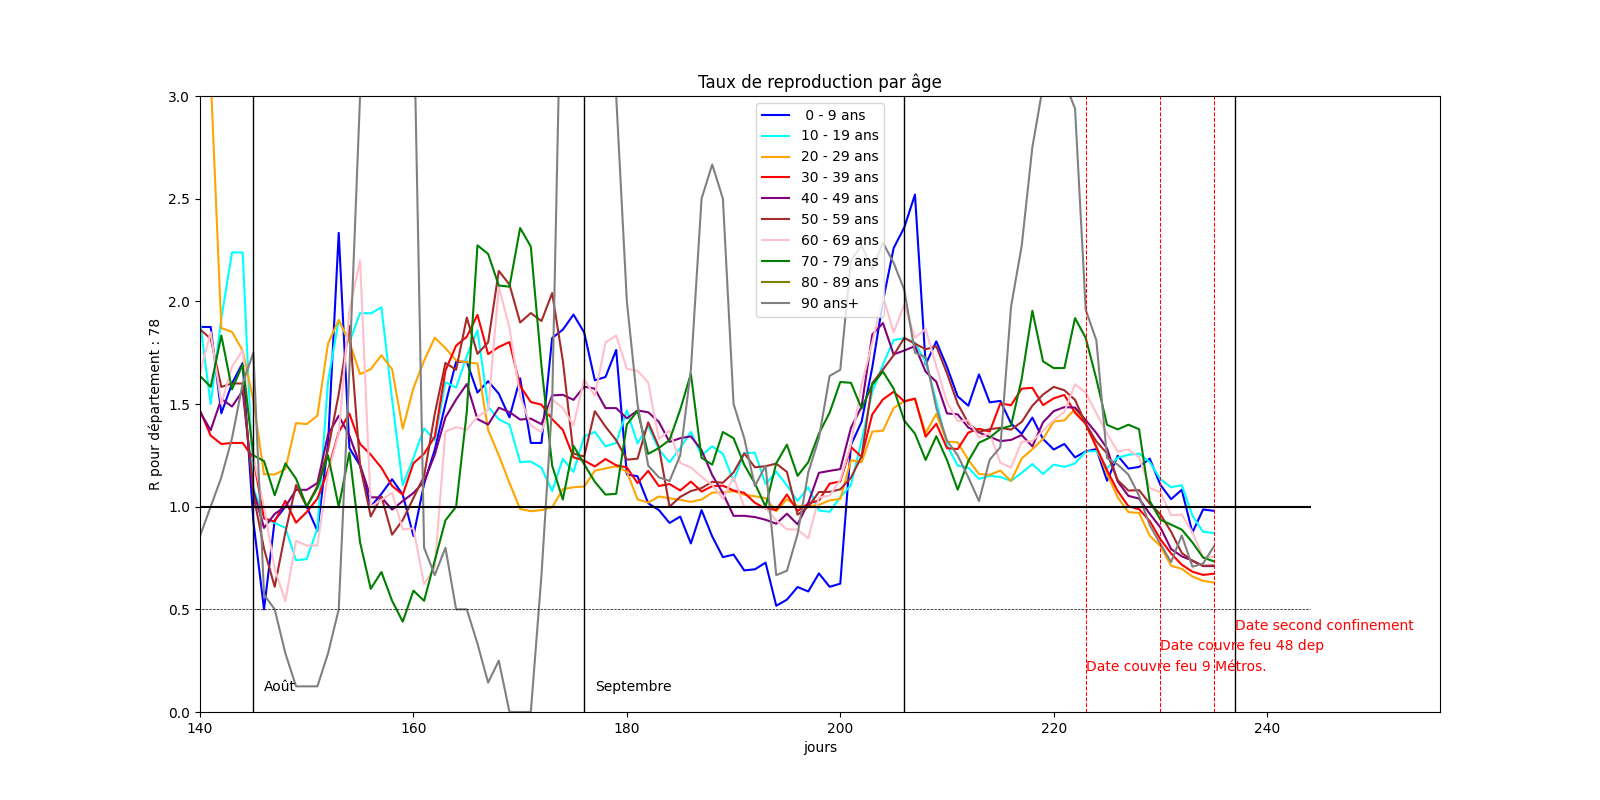 Taux de reproduction par âge
3.0
2.5
2.0
1.5
1.0
0.5
0.0
R pour département : 78
0 - 9 ans
10 - 19 ans
20 - 29 ans
30 - 39 ans
40 - 49 ans
50 - 59 ans
60 - 69 ans
70 - 79 ans
80 - 89 ans
90 ans+
Date second confinement
Date couvre feu 48 dep
Date couvre feu 9 Métros.
Août
Septembre
140
160
180
200
220
240
jours